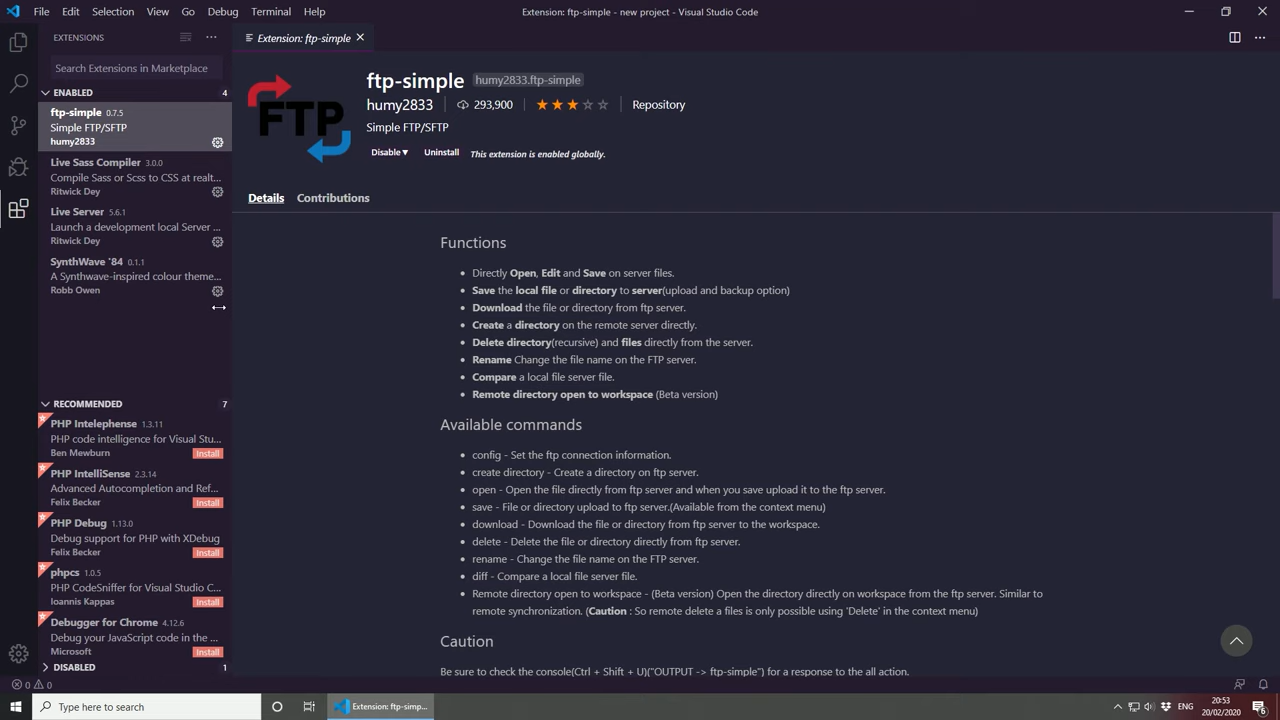 File Edit Selection View Go Debug Terminal Help
Extension: ftp-simple - new project - Visual Studio Code
EXTENSIONS
Search Extensions in Marketplace
ENABLED 4
ftp-simple 0.7.5
Simple FTP/SFTP
humy2833
Live Sass Compiler 3.0.0
Compile Sass or Scss to CSS at realt...
Ritwick Dey
Live Server 5.6.1
Launch a development local Server ...
Ritwick Dey
SynthWave '84 0.1.1
A Synthwave-inspired colour theme...
Robb Owen
RECOMMENDED 7
PHP Intelephense 1.3.11
PHP code intelligence for Visual Stu...
Ben Mewburn Install
PHP IntelliSense 2.3.14
Advanced Autocompletion and Ref...
Felix Becker Install
PHP Debug 1.13.0
Debug support for PHP with XDebug
Felix Becker Install
phpcs 1.0.5
PHP CodeSniffer for Visual Studio C...
Ioannis Kappas Install
Debugger for Chrome 4.12.6
Debug your JavaScript code in the ...
Microsoft Install
DISABLED 1
Extension: ftp-simple
FTP
ftp-simple humy2833.ftp-simple
humy2833 293,900 Repository
Simple FTP/SFTP
Disable Uninstall This extension is enabled globally.
Details Contributions
Functions
Directly Open, Edit and Save on server files.
Save the local file or directory to server(upload and backup option)
Download the file or directory from ftp server.
Create a directory on the remote server directly.
Delete directory(recursive) and files directly from the server.
Rename Change the file name on the FTP server.
Compare a local file server file.
Remote directory open to workspace (Beta version)
Available commands
config - Set the ftp connection information.
create directory - Create a directory on ftp server.
open - Open the file directly from ftp server and when you save upload it to the ftp server.
save - File or directory upload to ftp server.(Available from the context menu)
download - Download the file or directory from ftp server to the workspace.
delete - Delete the file or directory directly from ftp server.
rename - Change the file name on the FTP server.
diff - Compare a local file server file.
Remote directory open to workspace - (Beta version) Open the directory directly on workspace from the ftp server. Similar to
remote synchronization. (Caution : So remote delete a files is only possible using 'Delete' in the context menu)
Caution
Be sure to check the console(Ctrl + Shift + U)("OUTPUT -> ftp-simple") for a response to the all action.
0 0
Type here to search
Extension: ftp-simp...
ENG
20:53
20/02/2020
6